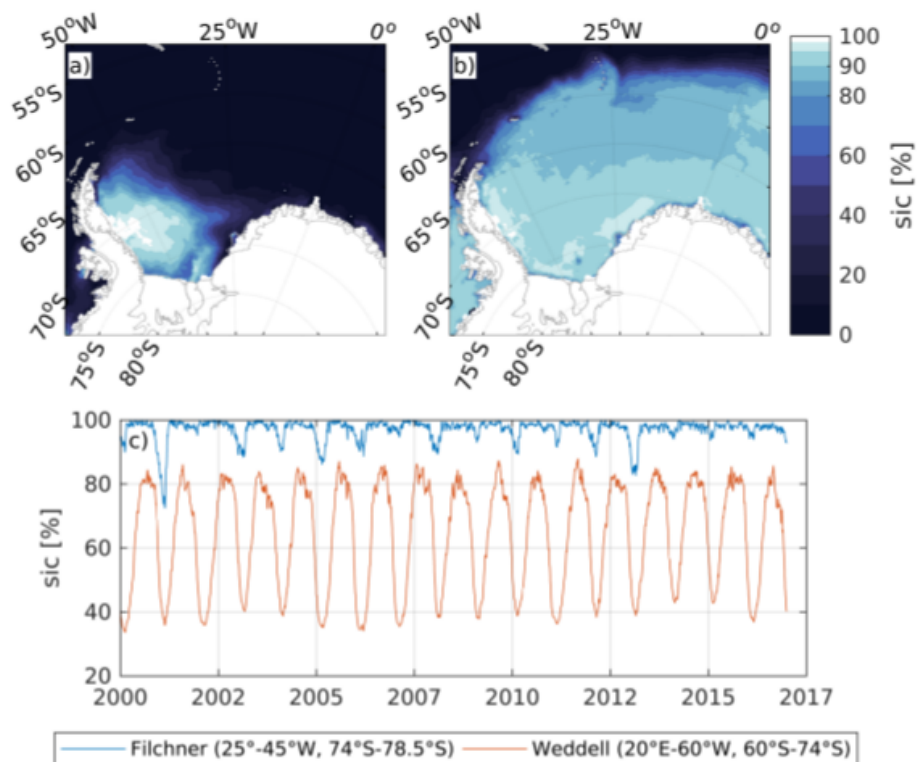 50°W 25°W 0° 50°W 25°W 0°
a) b)
100
90
80
60
40
20
0
sic [%]
55°S 55°S
60°S 60°S
65°S 65°S
70°S 70°S
75°S 80°S 75°S 80°S
c)
100
80
60
40
20
sic [%]
2000 2002 2005 2007 2010 2012 2015 2017
Filchner (25°-45°W, 74°S-78.5°S) Weddell (20°E-60°W, 60°S-74°S)